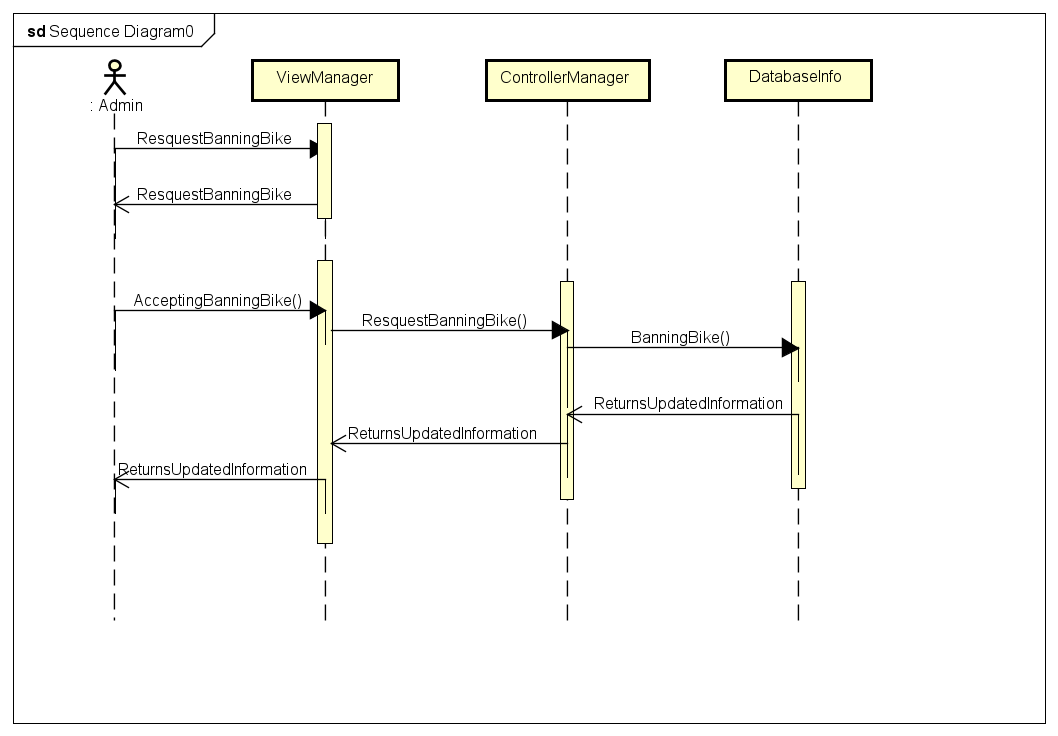 sd Sequence Diagram0
: Admin
ViewManager
ControllerManager
DatabaseInfo
ResquestBanningBike
ResquestBanningBike
AcceptingBanningBike()
ResquestBanningBike()
BanningBike()
ReturnsUpdatedInformation
ReturnsUpdatedInformation
ReturnsUpdatedInformation